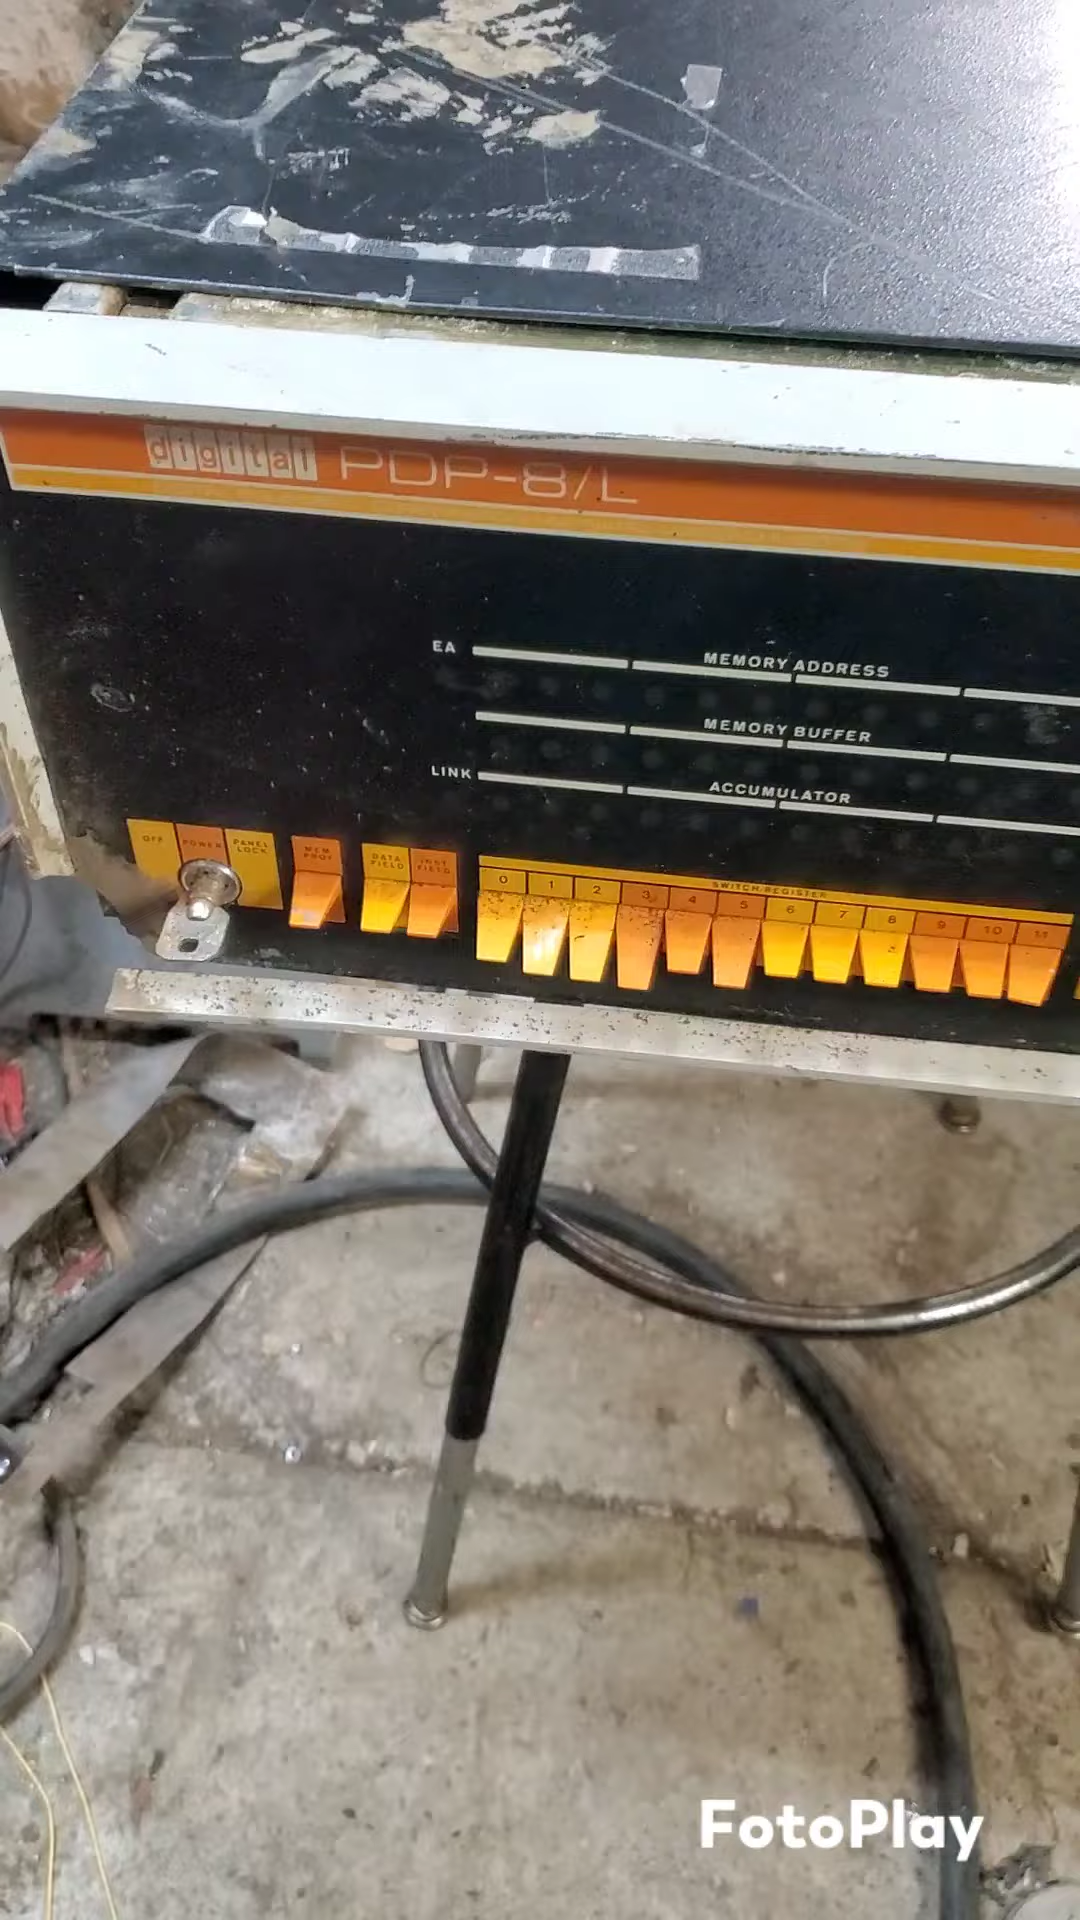 digital PDP-8/L
EA MEMORY ADDRESS
MEMORY BUFFER
LINK ACCUMULATOR
OFF POWER PANEL LOCK
MEM PROT
DATA FIELD INST FIELD
SWITCH REGISTER
0 1 2 3 4 5 6 7 8 9 10 11
FotoPlay